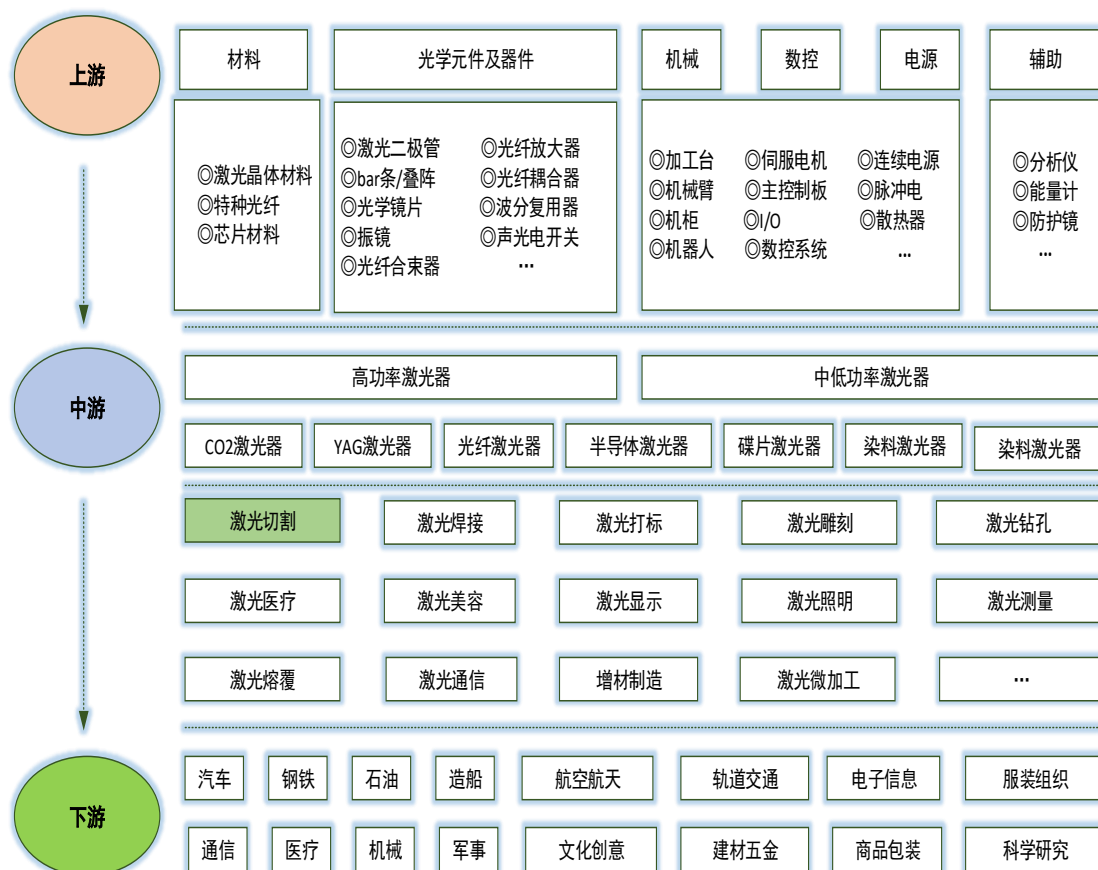 上游
材料
光学元件及器件
机械
数控
电源
辅助
◎激光晶体材料
◎特种光纤
◎芯片材料
◎激光二极管
◎bar条/叠阵
◎光学镜片
◎振镜
◎光纤合束器
◎光纤放大器
◎光纤耦合器
◎波分复用器
◎声光电开关
...
◎加工台
◎机械臂
◎机柜
◎机器人
◎伺服电机
◎主控制板
◎I/O
◎数控系统
◎连续电源
◎脉冲电
◎散热器
...
◎分析仪
◎能量计
◎防护镜
...
中游
高功率激光器
中低功率激光器
CO2激光器
YAG激光器
光纤激光器
半导体激光器
碟片激光器
染料激光器
染料激光器
激光切割
激光焊接
激光打标
激光雕刻
激光钻孔
激光医疗
激光美容
激光显示
激光照明
激光测量
激光熔覆
激光通信
增材制造
激光微加工
...
下游
汽车
钢铁
石油
造船
航空航天
轨道交通
电子信息
服装组织
通信
医疗
机械
军事
文化创意
建材五金
商品包装
科学研究